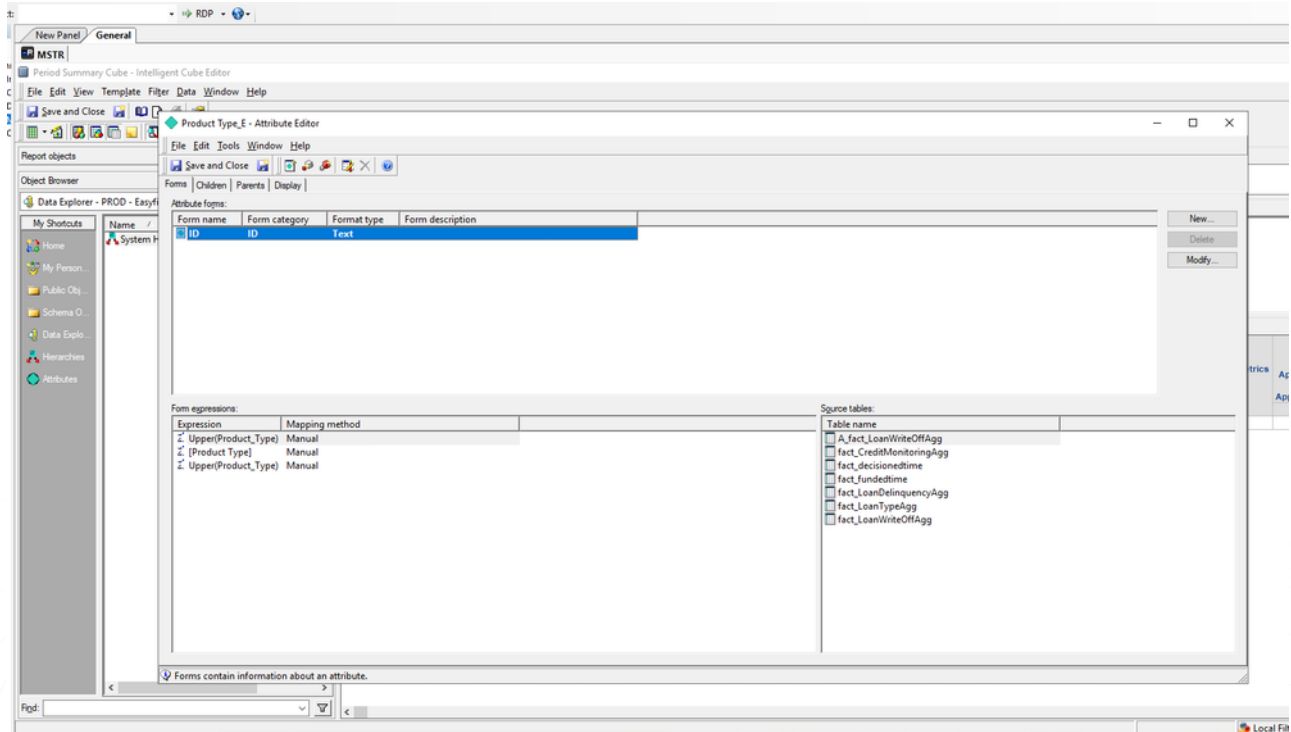 RDP
New Panel General
MSTR
Period Summary Cube - Intelligent Cube Editor
File Edit View Template Filter Data Window Help
Save and Close
Product Type_E - Attribute Editor
File Edit Tools Window Help
Save and Close
Report objects
Object Browser
Forms Children Parents Display
Data Explorer - PROD - Easyfi
Attribute forms:
My Shortcuts
Name
Form name Form category Format type Form description
New...
System H
ID ID Text
Delete
Home
Modify...
My Person...
Public Obj...
Schema O...
Data Explo...
Hierarchies
trics
Attributes
Form expressions:
Source tables:
Expression Mapping method
Table name
Upper(Product_Type) Manual
A_fact_LoanWriteOffAgg
[Product Type] Manual
fact_CreditMonitoringAgg
Upper(Product_Type) Manual
fact_decisionedtime
fact_fundedtime
fact_LoanDelinquencyAgg
fact_LoanTypeAgg
fact_LoanWriteOffAgg
Forms contain information about an attribute.
Find:
Local Filt